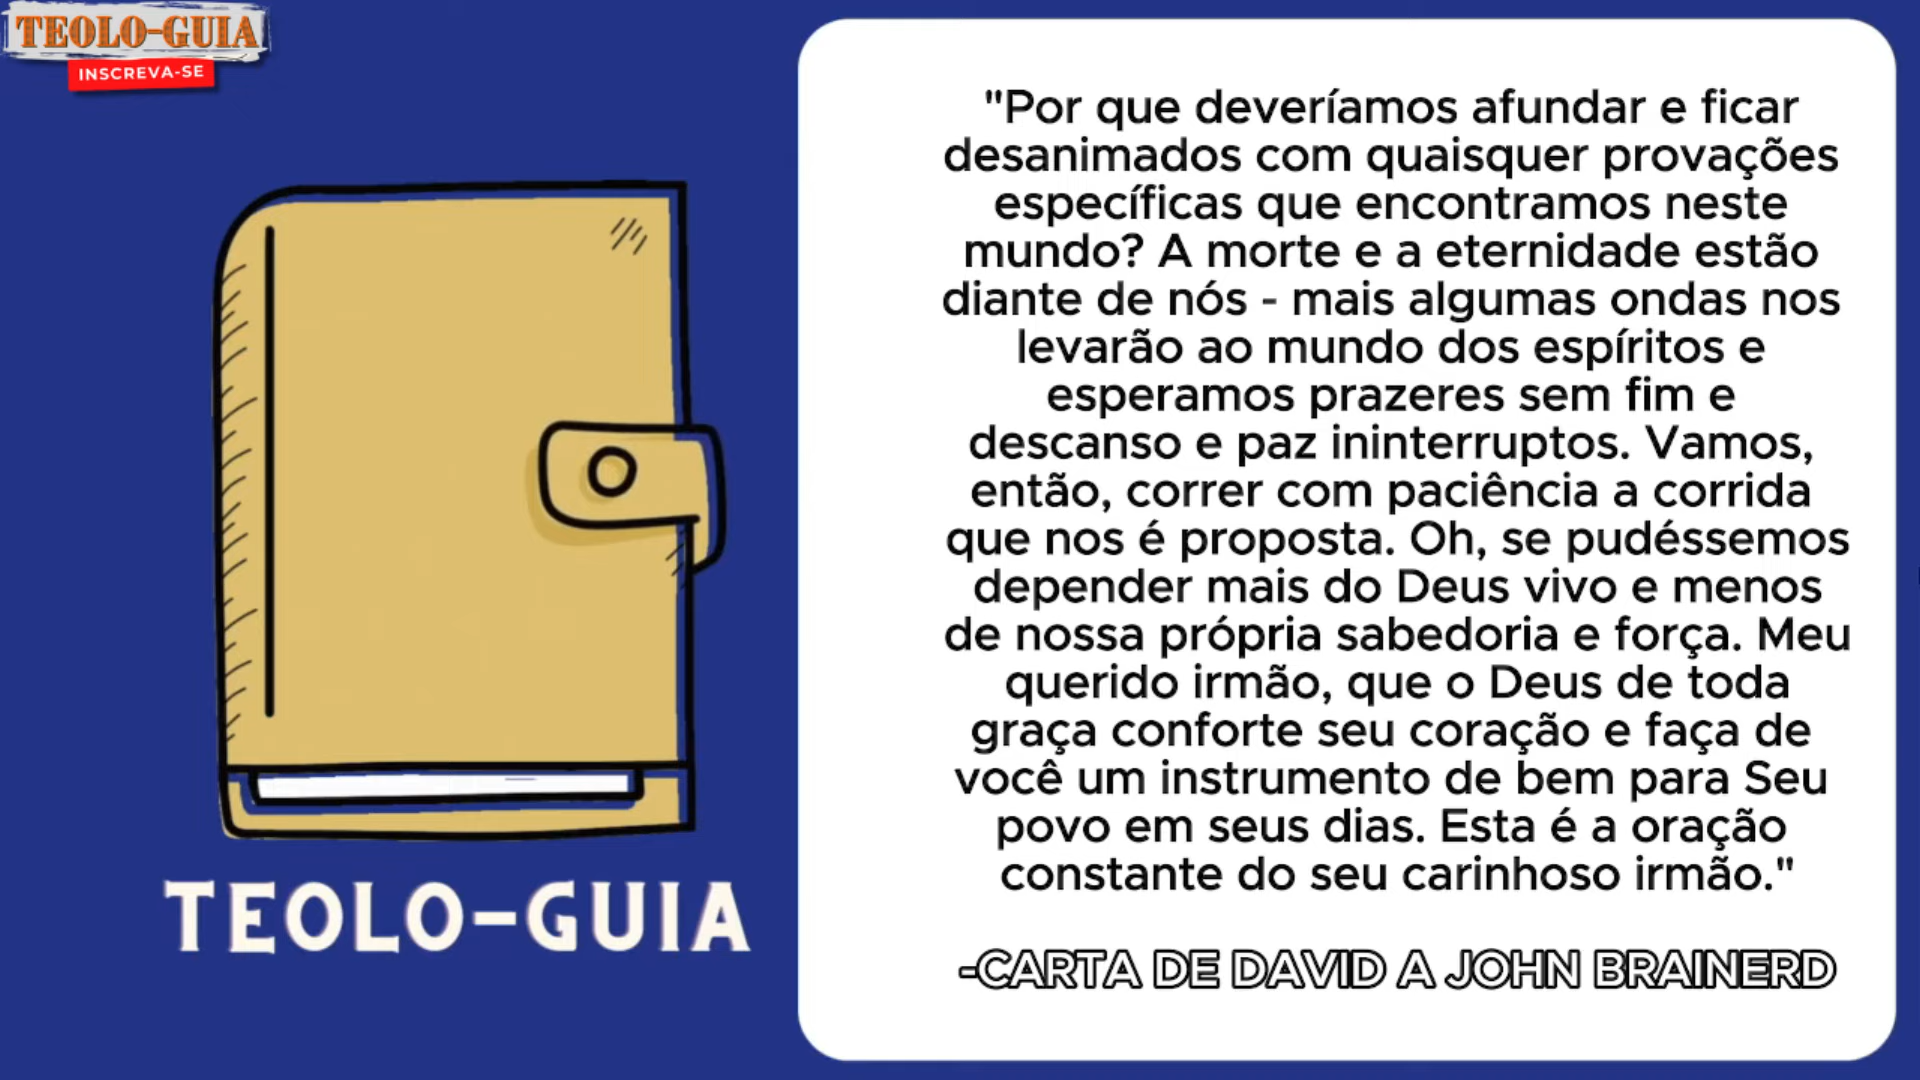 TEOLO-GUIA
INSCREVA-SE
"Por que deveríamos afundar e ficar
desanimados com quaisquer provações
específicas que encontramos neste
mundo? A morte e a eternidade estão
diante de nós - mais algumas ondas nos
levarão ao mundo dos espíritos e
esperamos prazeres sem fim e
descanso e paz ininterruptos. Vamos,
então, correr com paciência a corrida
que nos é proposta. Oh, se pudéssemos
depender mais do Deus vivo e menos
de nossa própria sabedoria e força. Meu
querido irmão, que o Deus de toda
graça conforte seu coração e faça de
você um instrumento de bem para Seu
povo em seus dias. Esta é a oração
constante do seu carinhoso irmão."
-CARTA DE DAVID A JOHN BRAINERD
TEOLO-GUIA